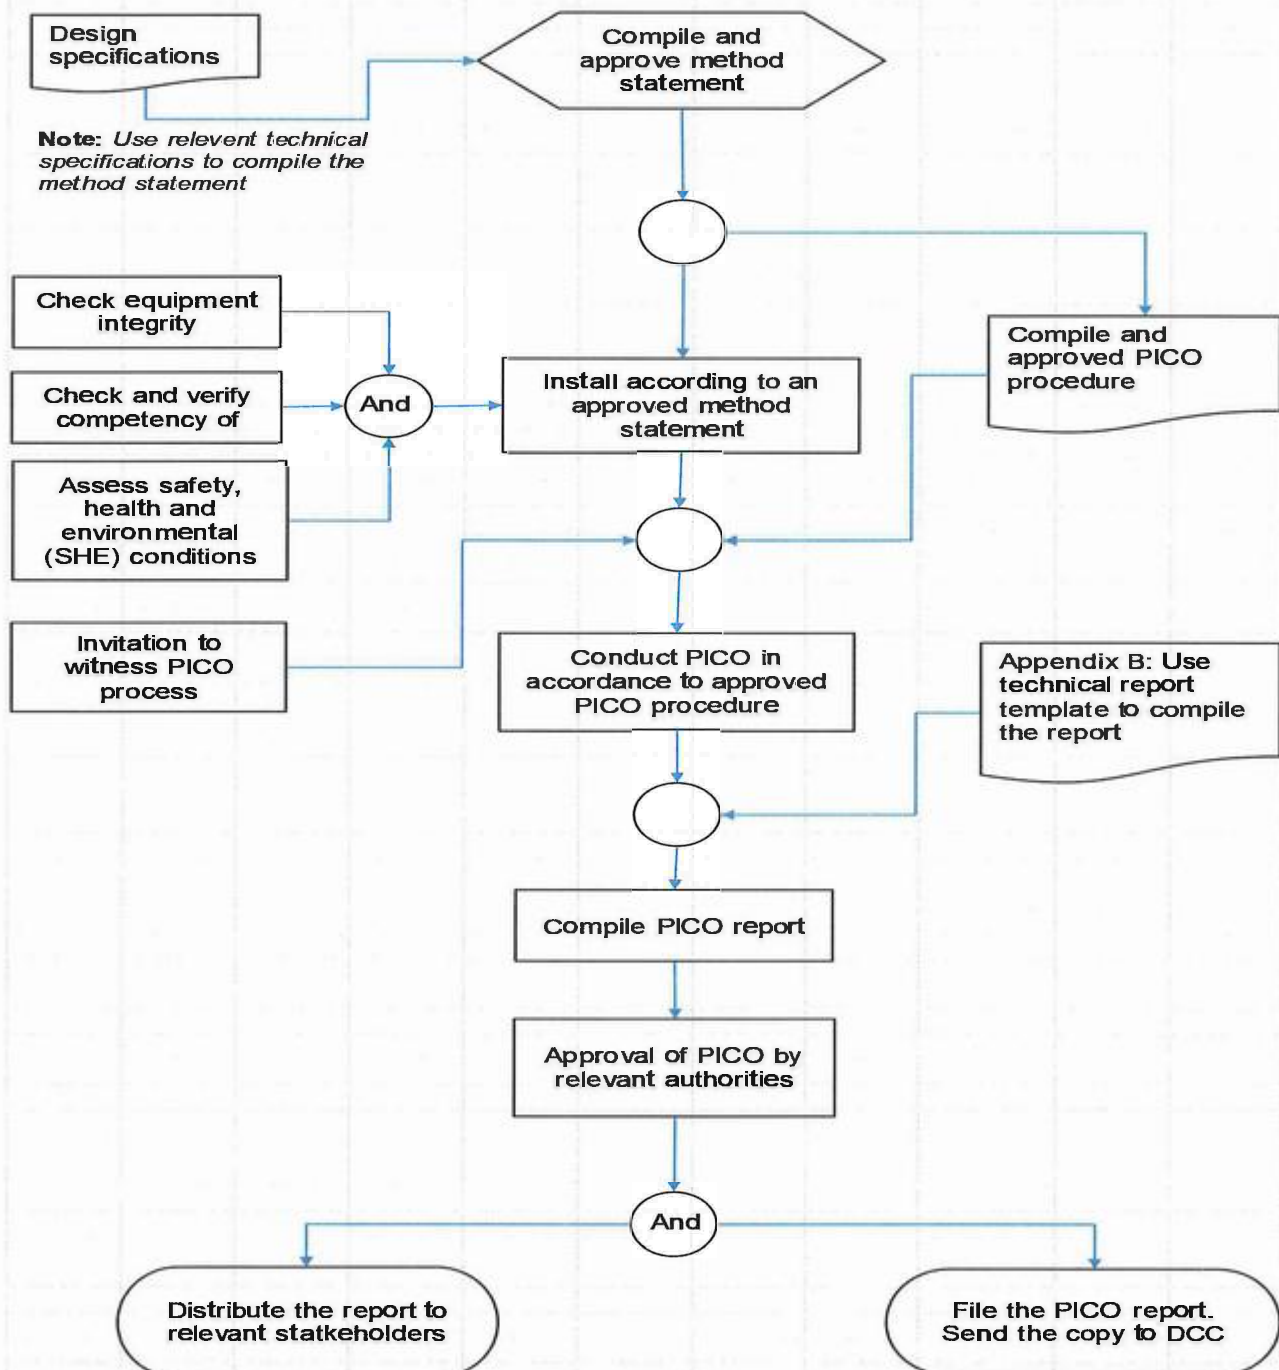 Design
specifications
Compile and
approve method
statement
Note: Use relevent technical
specifications to compile the
method statement
Check equipment
integrity
Check and verify
competency of
And
Assess safety,
health and
environmental
(SHE) conditions
Install according to an
approved method
statement
Compile and
approved PICO
procedure
Invitation to
witness PICO
process
Conduct PICO in
accordance to approved
PICO procedure
Appendix B: Use
technical report
template to compile
the report
Compile PICO report
Approval of PICO by
relevant authorities
And
Distribute the report to
relevant statkeholders
File the PICO report.
Send the copy to DCC